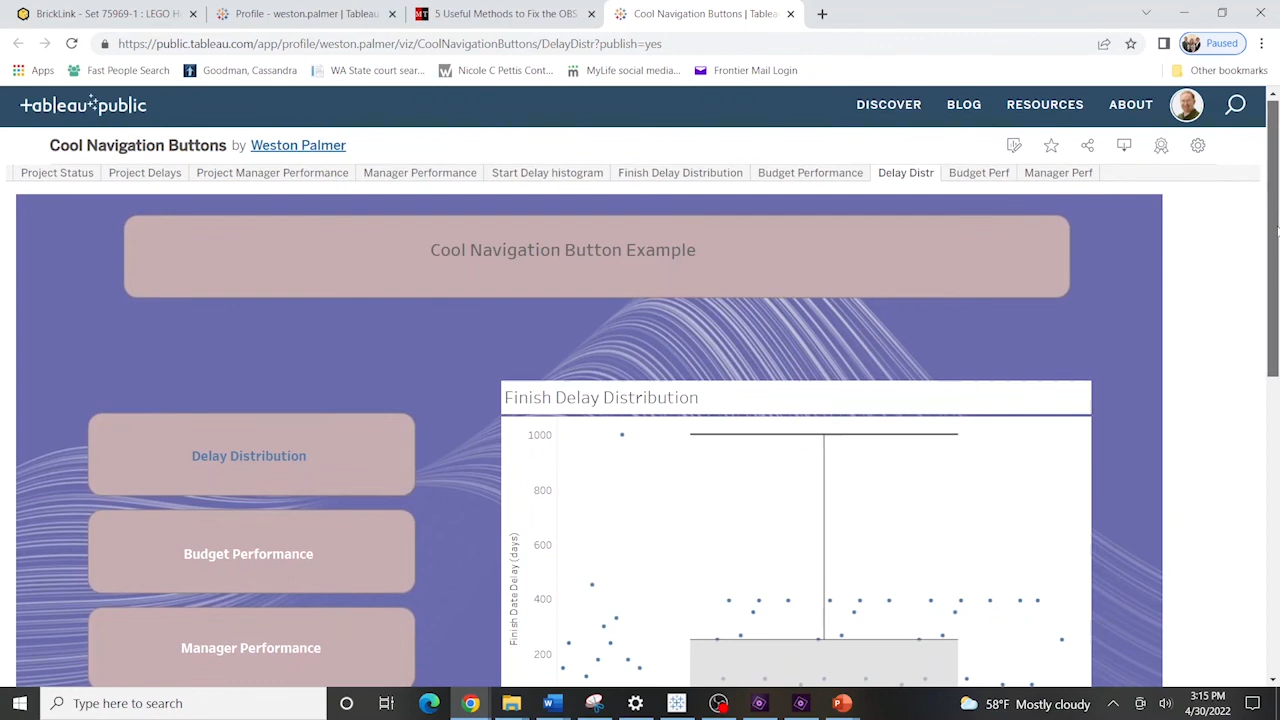 BrickLink - Set 75969-1 : LEGO H
Profile - weston.palmer | Tableau
5 Useful Methods to Fix the OBS
Cool Navigation Buttons | Tablea
https://public.tableau.com/app/profile/weston.palmer/viz/CoolNavigationButtons/DelayDistr?publish=yes
Paused
Apps
Fast People Search
Goodman, Cassandra
WA State court sear...
Nicole C Pettis Cont...
MyLife social media...
Frontier Mail Login
Other bookmarks
+ableau public
DISCOVER
BLOG
RESOURCES
ABOUT
Cool Navigation Buttons by Weston Palmer
Project Status
Project Delays
Project Manager Performance
Manager Performance
Start Delay histogram
Finish Delay Distribution
Budget Performance
Delay Distr
Budget Perf
Manager Perf
Cool Navigation Button Example
Delay Distribution
Budget Performance
Manager Performance
Finish Delay Distribution
Finish Date Delay (days)
1000
800
600
400
200
Type here to search
58°F Mostly cloudy
3:15 PM
4/30/2022